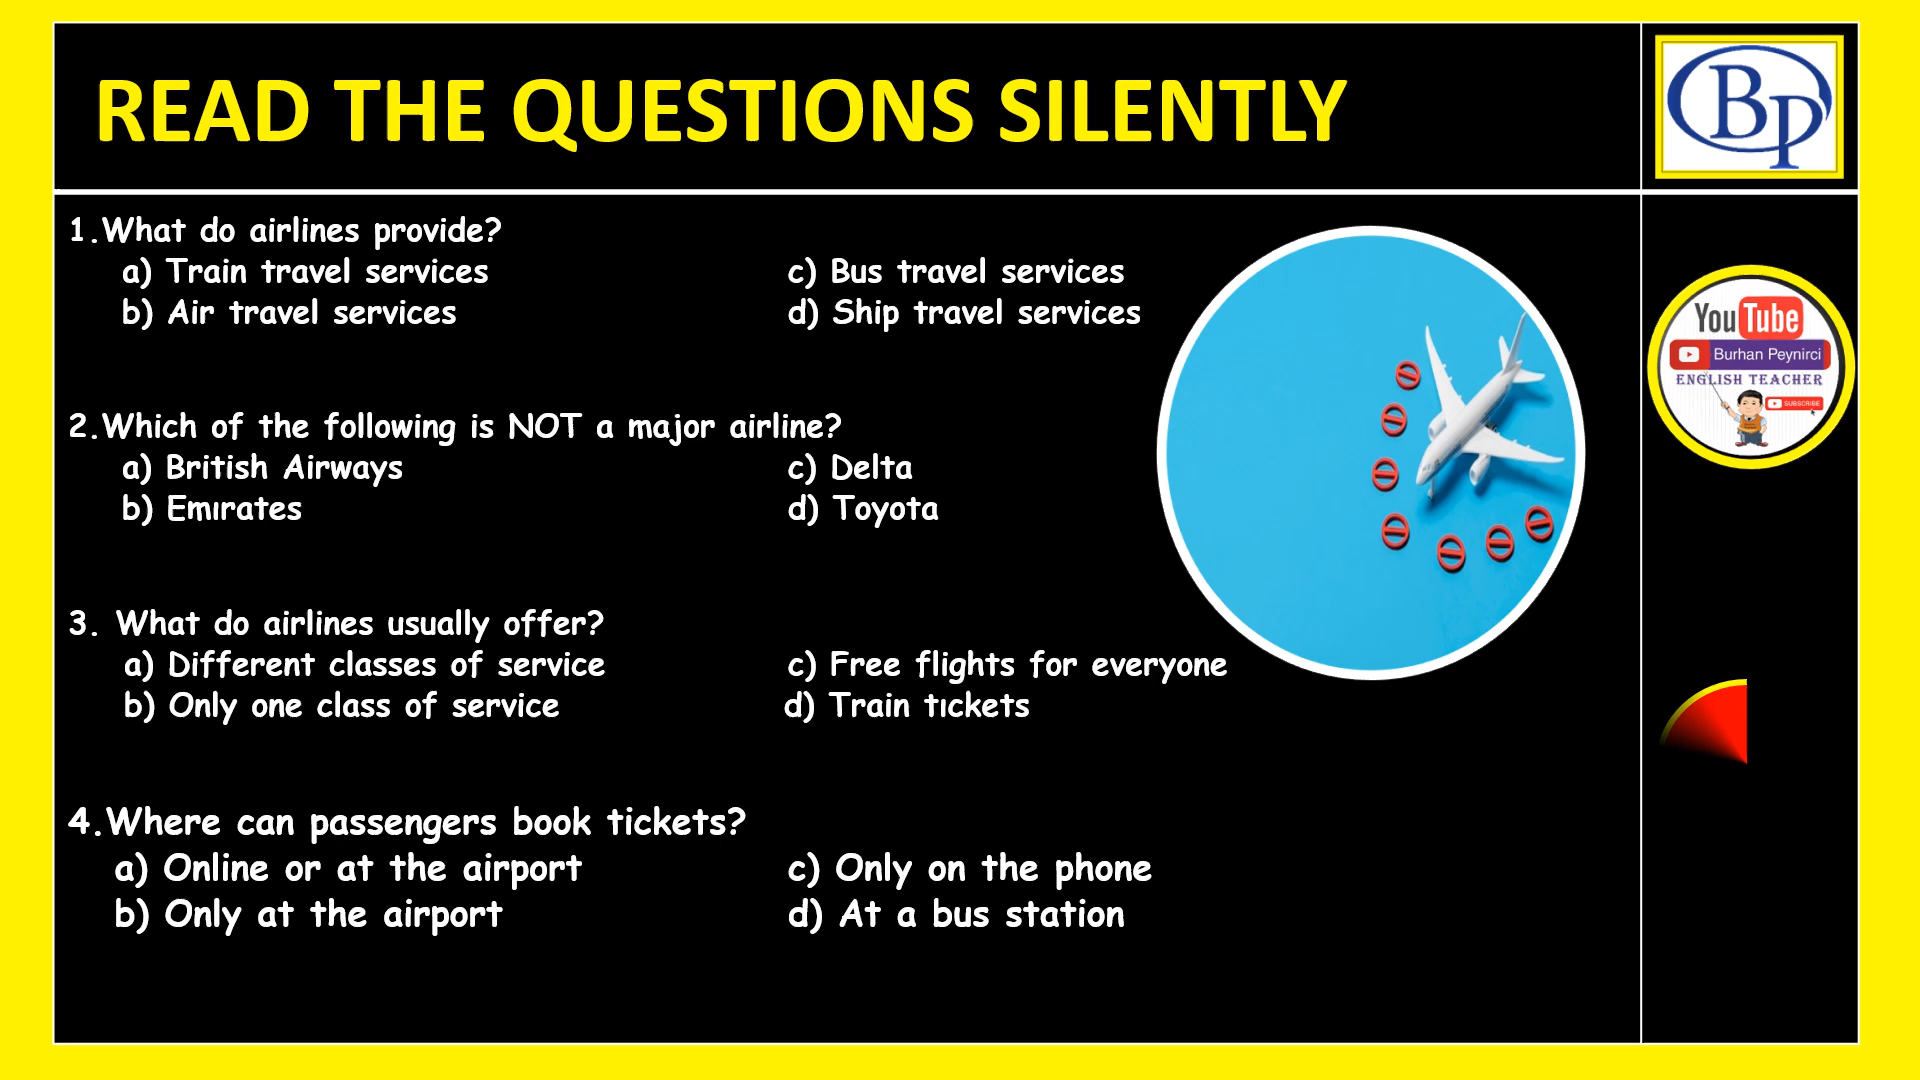 READ THE QUESTIONS SILENTLY
BP
1.What do airlines provide?
a) Train travel services
b) Air travel services
c) Bus travel services
d) Ship travel services
2.Which of the following is NOT a major airline?
a) British Airways
b) Emırates
c) Delta
d) Toyota
3. What do airlines usually offer?
a) Different classes of service
b) Only one class of service
c) Free flights for everyone
d) Train tıckets
4.Where can passengers book tickets?
a) Online or at the airport
b) Only at the airport
c) Only on the phone
d) At a bus station
YouTube
Burhan Peynirci
ENGLISH TEACHER
SUBSCRIBE